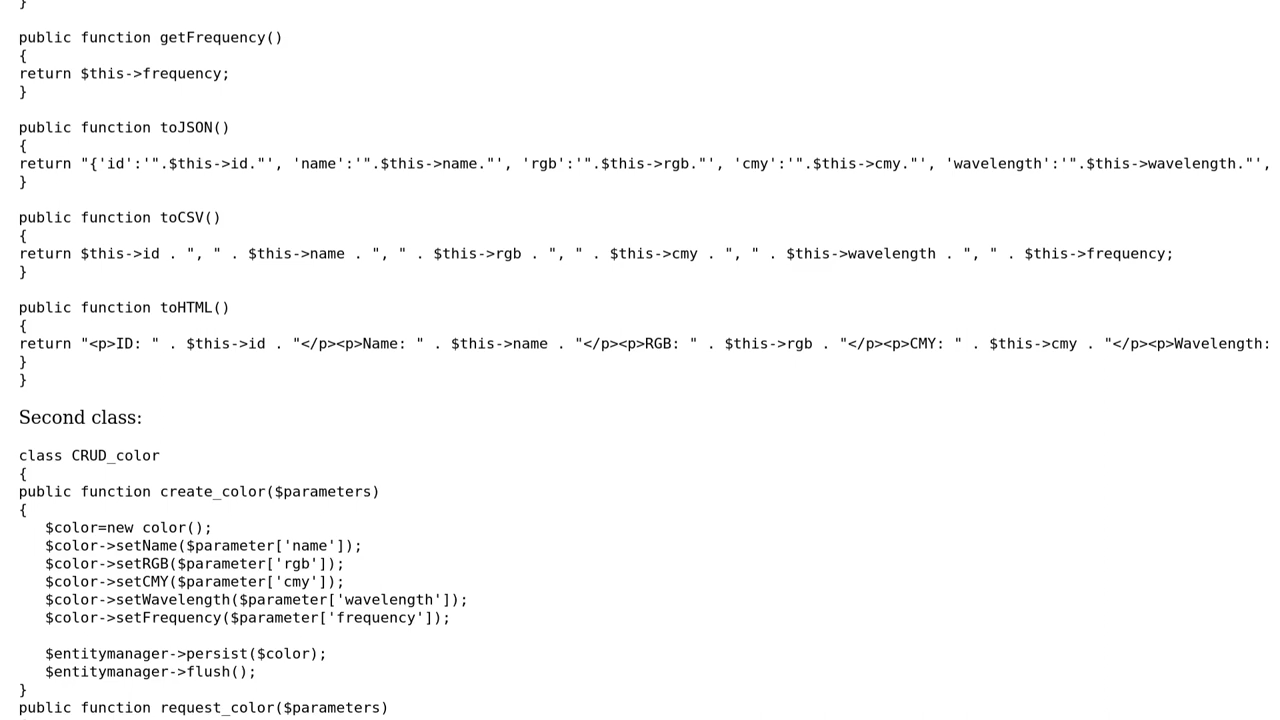 }
public function getFrequency()
{
return $this->frequency;
}
public function toJSON()
{
return "{'id':'".$this->id."', 'name':'".$this->name."', 'rgb':'".$this->rgb."', 'cmy':'".$this->cmy."', 'wavelength':'".$this->wavelength."',
}
public function toCSV()
{
return $this->id . ", " . $this->name . ", " . $this->rgb . ", " . $this->cmy . ", " . $this->wavelength . ", " . $this->frequency;
}
public function toHTML()
{
return "<p>ID: " . $this->id . "</p><p>Name: " . $this->name . "</p><p>RGB: " . $this->rgb . "</p><p>CMY: " . $this->cmy . "</p><p>Wavelength:
}
}
Second class:
class CRUD_color
{
public function create_color($parameters)
{
   $color=new color();
   $color->setName($parameter['name']);
   $color->setRGB($parameter['rgb']);
   $color->setCMY($parameter['cmy']);
   $color->setWavelength($parameter['wavelength']);
   $color->setFrequency($parameter['frequency']);
   $entitymanager->persist($color);
   $entitymanager->flush();
}
public function request_color($parameters)